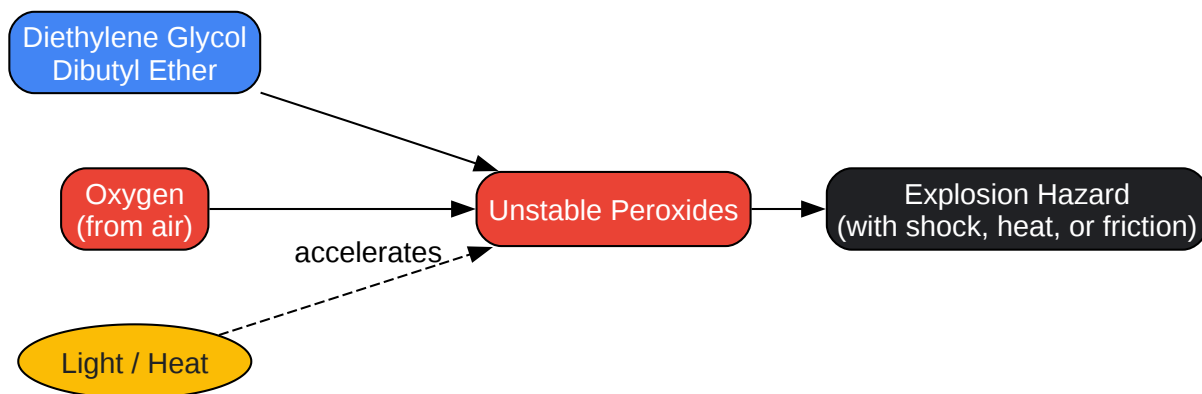 Diethylene Glycol
Dibutyl Ether
Oxygen
(from air)
Unstable Peroxides
Explosion Hazard
(with shock, heat, or friction)
accelerates
Light / Heat